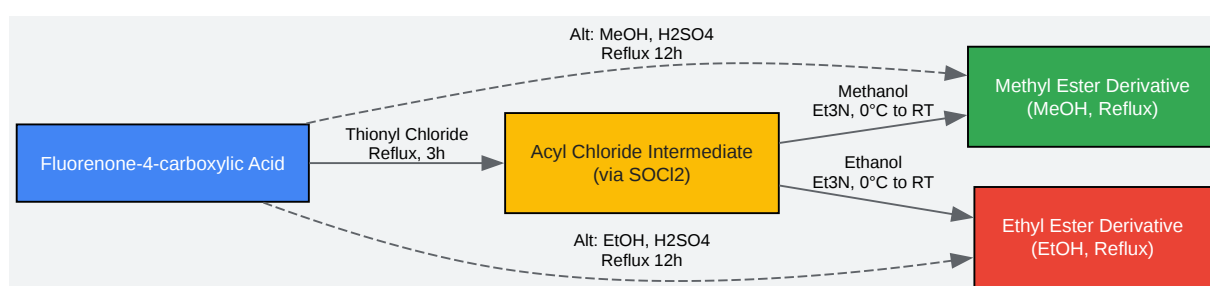 Alt: MeOH, H2SO4
Reflux 12h
Methyl Ester Derivative
(MeOH, Reflux)
Methanol
Et3N, 0°C to RT
Fluorenone-4-carboxylic Acid
Thionyl Chloride
Reflux, 3h
Acyl Chloride Intermediate
(via SOCl2)
Ethanol
Et3N, 0°C to RT
Ethyl Ester Derivative
(EtOH, Reflux)
Alt: EtOH, H2SO4
Reflux 12h